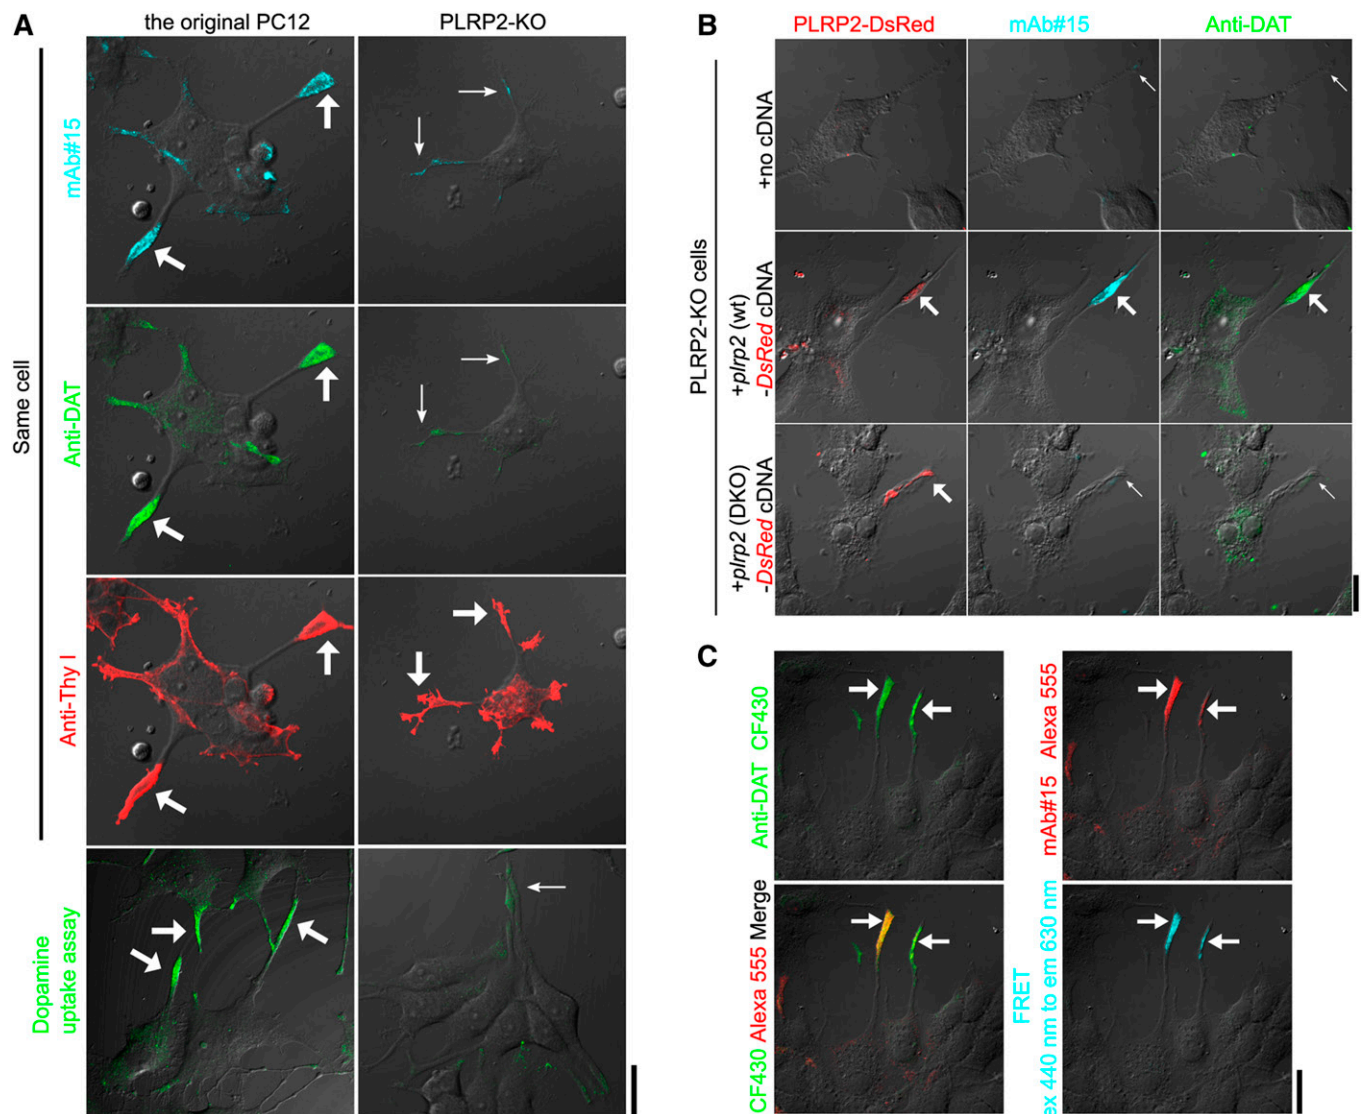 A
the original PC12
PLRP2-KO
Same cell
mAb#15
Anti-DAT
Anti-Thy I
Dopamine
uptake assay
B
PLRP2-DsRed
mAb#15
Anti-DAT
PLRP2-KO cells
+no cDNA
+plrp2 (wt)
-DsRed cDNA
+plrp2 (DKO)
-DsRed cDNA
C
Anti-DAT CF430
mAb#15 Alexa 555
CF430 Alexa 555 Merge
FRET
ex 440 nm to em 630 nm